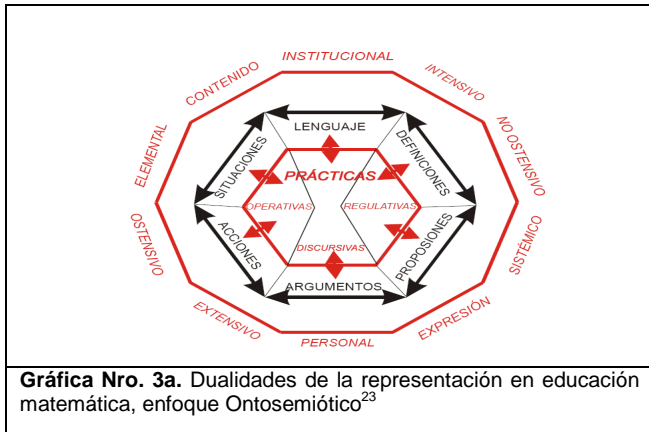 INSTITUCIONAL
CONTENIDO
INTENSIVO
ELEMENTAL
NO OSTENSIVO
LENGUAJE
SITUACIONES
DEFINICIONES
PRÁCTICAS
OPERATIVAS
REGULATIVAS
DISCURSIVAS
ACCIONES
PROPOSIONES
ARGUMENTOS
OSTENSIVO
SISTÉMICO
EXTENSIVO
EXPRESIÓN
PERSONAL
Gráfica Nro. 3a. Dualidades de la representación en educación
matemática, enfoque Ontosemiótico23